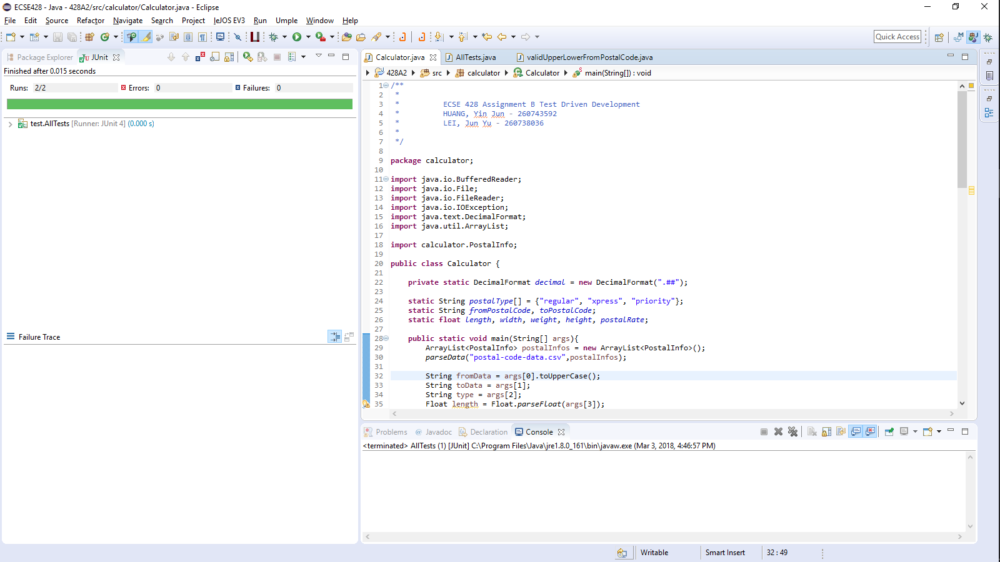 ECSE428 - Java - 428A2/src/calculator/Calculator.java - Eclipse
File Edit Source Refactor Navigate Search Project leJOS EV3 Run Umple Window Help
Quick Access
Package Explorer JUnit
Finished after 0.015 seconds
Runs: 2/2 Errors: 0 Failures: 0
test.AllTests [Runner: JUnit 4] (0.000 s)
Failure Trace
Calculator.java AllTests.java validUpperLowerFromPostalCode.java
428A2 src calculator Calculator main(String[]) : void
1 /**
2 *
3 * ECSE 428 Assignment B Test Driven Development
4 * HUANG, Yin Jun - 260743592
5 * LEI, Jun Yu - 260738036
6 *
7 */
8
9 package calculator;
10
11 import java.io.BufferedReader;
12 import java.io.File;
13 import java.io.FileReader;
14 import java.io.IOException;
15 import java.text.DecimalFormat;
16 import java.util.ArrayList;
17
18 import calculator.PostalInfo;
19
20 public class Calculator {
21
22 private static DecimalFormat decimal = new DecimalFormat(".##");
23
24 static String postalType[] = {"regular", "xpress", "priority"};
25 static String fromPostalCode, toPostalCode;
26 static float length, width, weight, height, postalRate;
27
28 public static void main(String[] args){
29 ArrayList<PostalInfo> postalInfos = new ArrayList<PostalInfo>();
30 parseData("postal-code-data.csv",postalInfos);
31
32 String fromData = args[0].toUpperCase();
33 String toData = args[1];
34 String type = args[2];
35 Float length = Float.parseFloat(args[3]);
Problems Javadoc Declaration Console
<terminated> AllTests (1) [JUnit] C:\Program Files\Java\jre1.8.0_161\bin\javaw.exe (Mar 3, 2018, 4:46:57 PM)
Writable Smart Insert 32 : 49